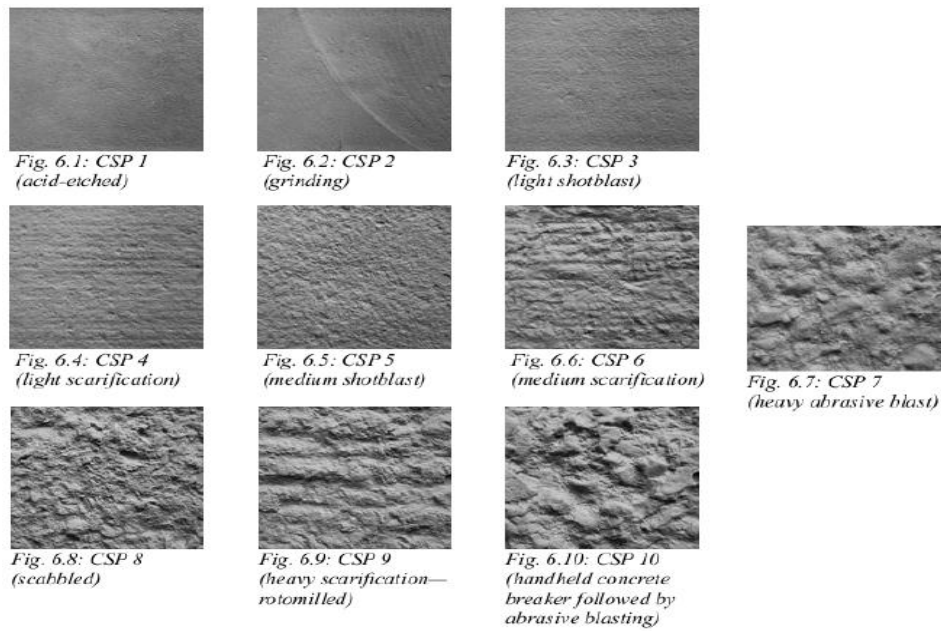 Fig. 6.1: CSP 1
(acid-etched)
Fig. 6.2: CSP 2
(grinding)
Fig. 6.3: CSP 3
(light shotblast)
Fig. 6.4: CSP 4
(light scarification)
Fig. 6.5: CSP 5
(medium shotblast)
Fig. 6.6: CSP 6
(medium scarification)
Fig. 6.7: CSP 7
(heavy abrasive blast)
Fig. 6.8: CSP 8
(scabbled)
Fig. 6.9: CSP 9
(heavy scarification—
rotomilled)
Fig. 6.10: CSP 10
(handheld concrete
breaker followed by
abrasive blasting)